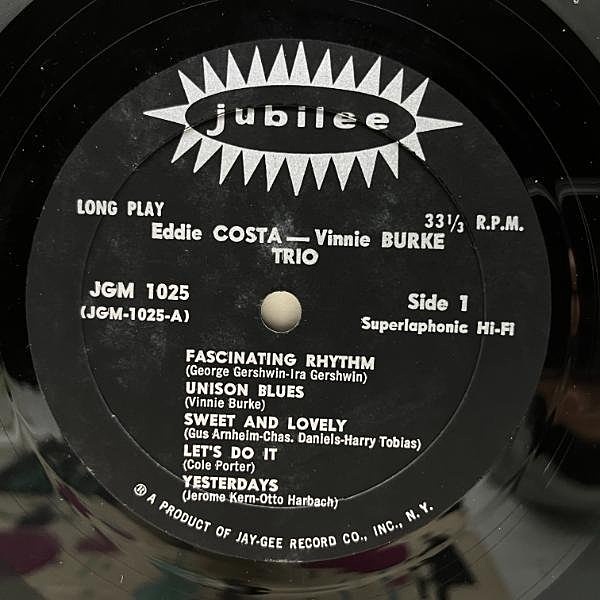 jubilee
LONG PLAY
33 1/3 R.P.M.
Eddie COSTA — Vinnie BURKE
TRIO
JGM 1025
(JGM-1025-A)
Side 1
Superlaphonic Hi-Fi
FASCINATING RHYTHM
(George Gershwin-Ira Gershwin)
UNISON BLUES
(Vinnie Burke)
SWEET AND LOVELY
(Gus Arnheim-Chas. Daniels-Harry Tobias)
LET'S DO IT
(Cole Porter)
YESTERDAYS
(Jerome Kern-Otto Harbach)
® A PRODUCT OF JAY-GEE RECORD CO., INC., N.Y.